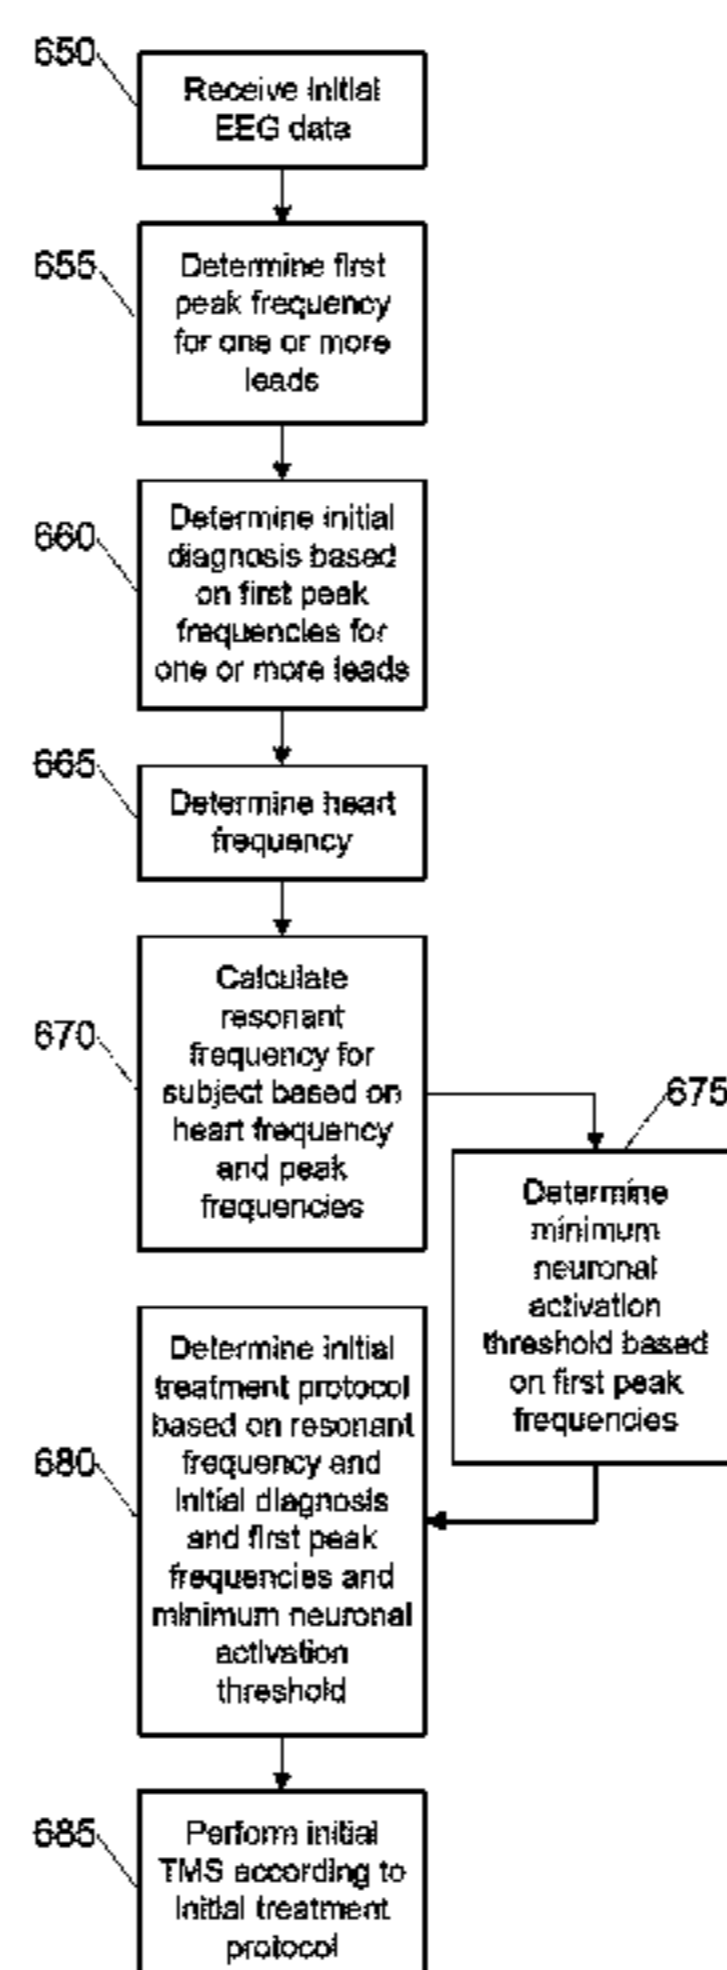 650
Receive initial
EEG data
655
Determine first
peak frequency
for one or more
leads
660
Determine initial
diagnosis based
on first peak
frequencies for
one or more leads
665
Determine heart
frequency
670
Calculate
resonant
frequency for
subject based on
heart frequency
and peak
frequencies
675
Determine
minimum
neuronal
activation
threshold based
on first peak
frequencies
680
Determine initial
treatment protocol
based on resonant
frequency and
initial diagnosis
and first peak
frequencies and
minimum neuronal
activation
threshold
685
Perform initial
TMS according to
initial treatment
protocol